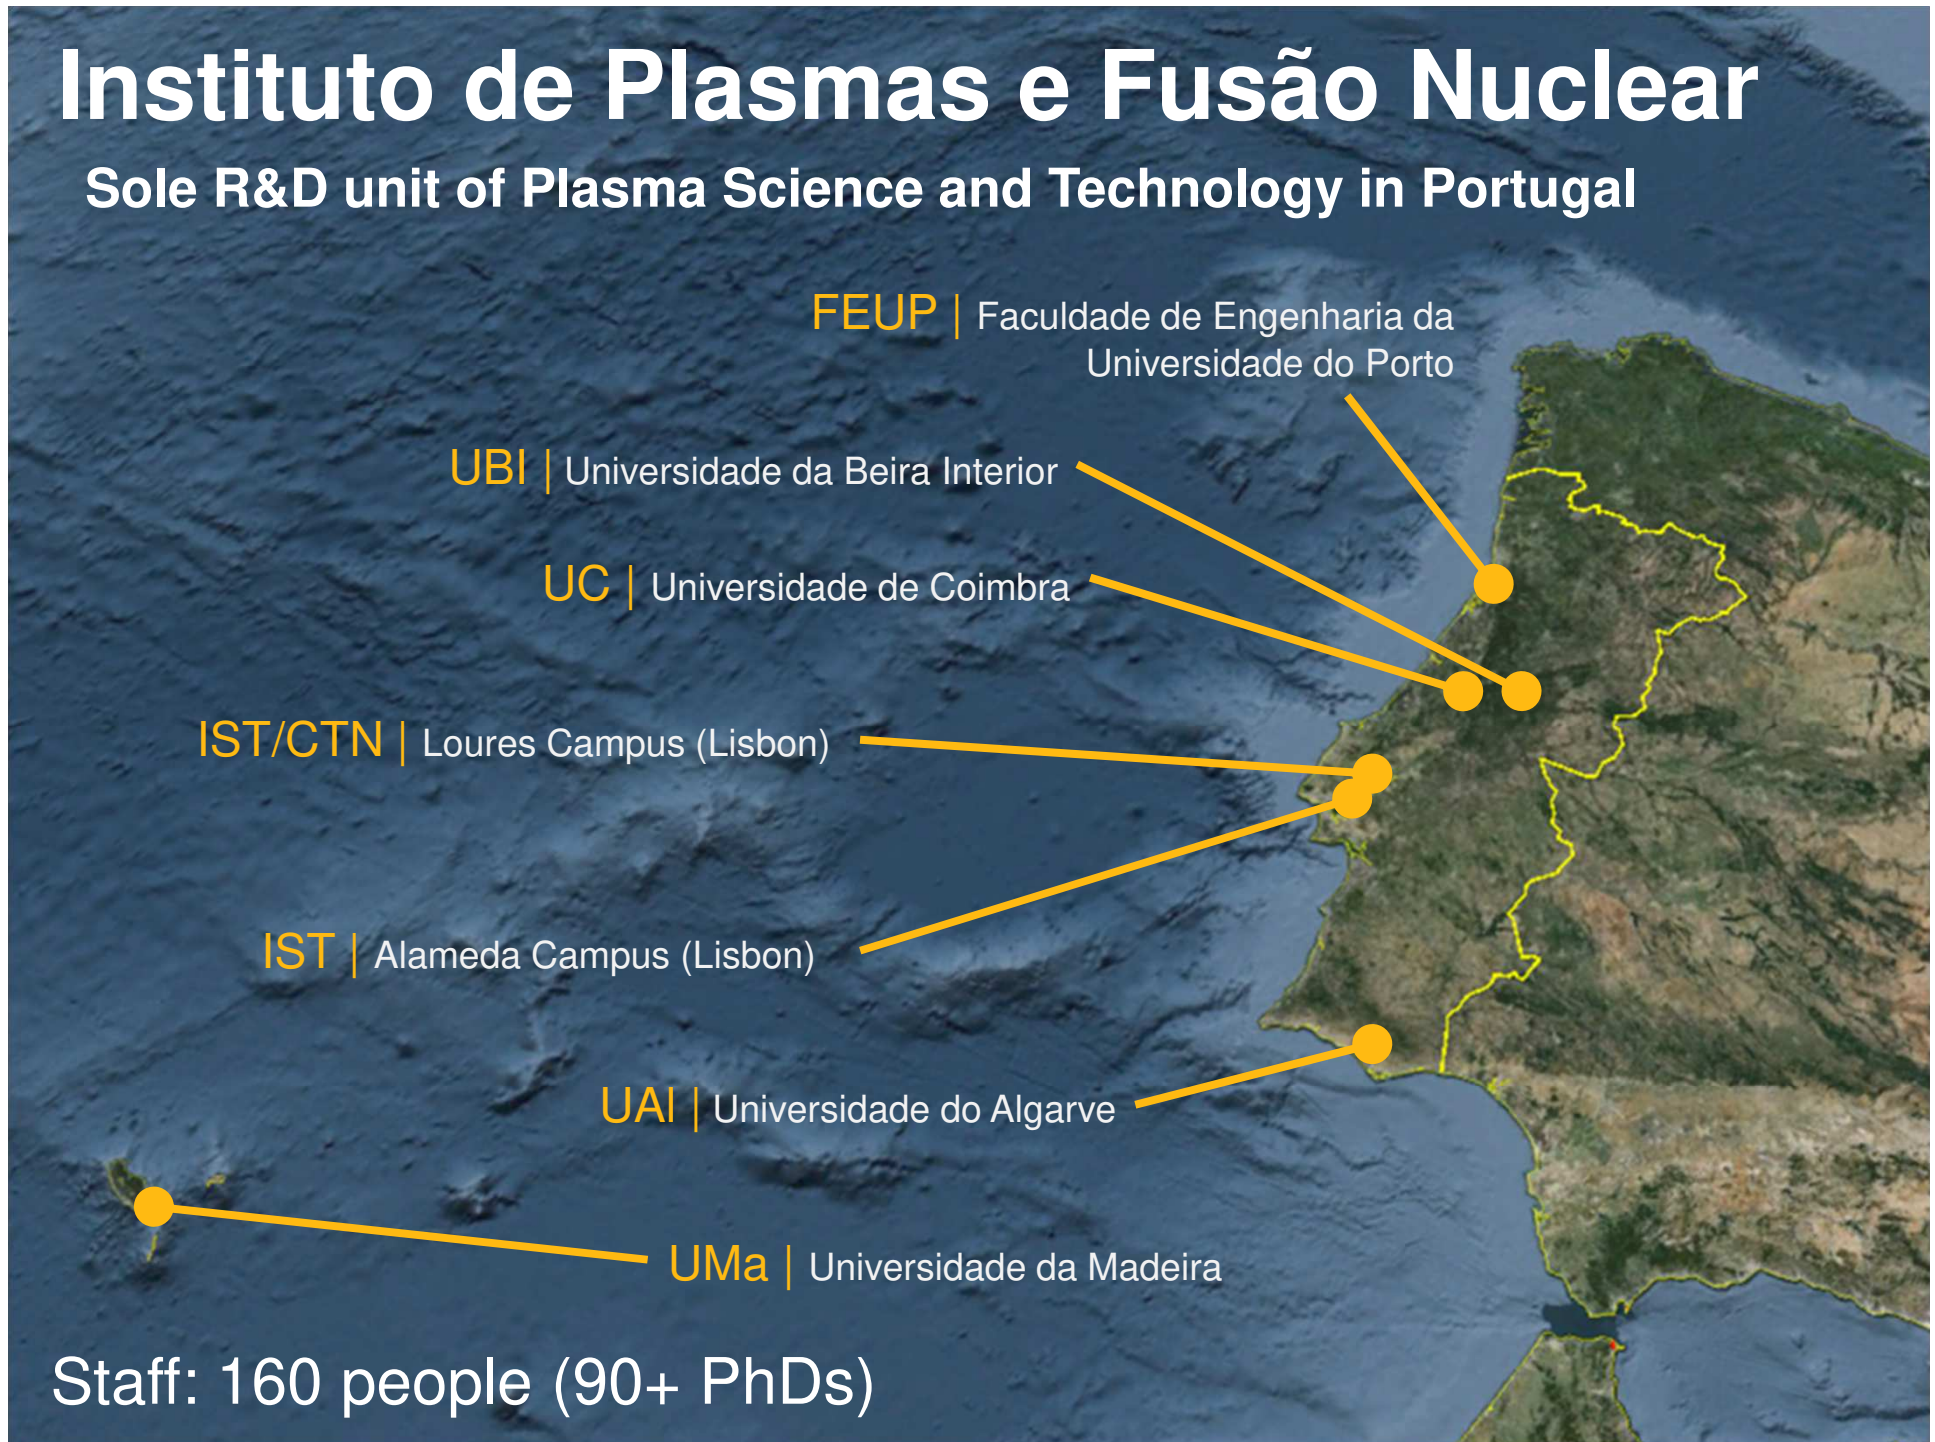 Instituto de Plasmas e Fusão Nuclear
Sole R&D unit of Plasma Science and Technology in Portugal
FEUP | Faculdade de Engenharia da
Universidade do Porto
UBI | Universidade da Beira Interior
UC | Universidade de Coimbra
IST/CTN | Loures Campus (Lisbon)
IST | Alameda Campus (Lisbon)
UAl | Universidade do Algarve
UMa | Universidade da Madeira
Staff: 160 people (90+ PhDs)